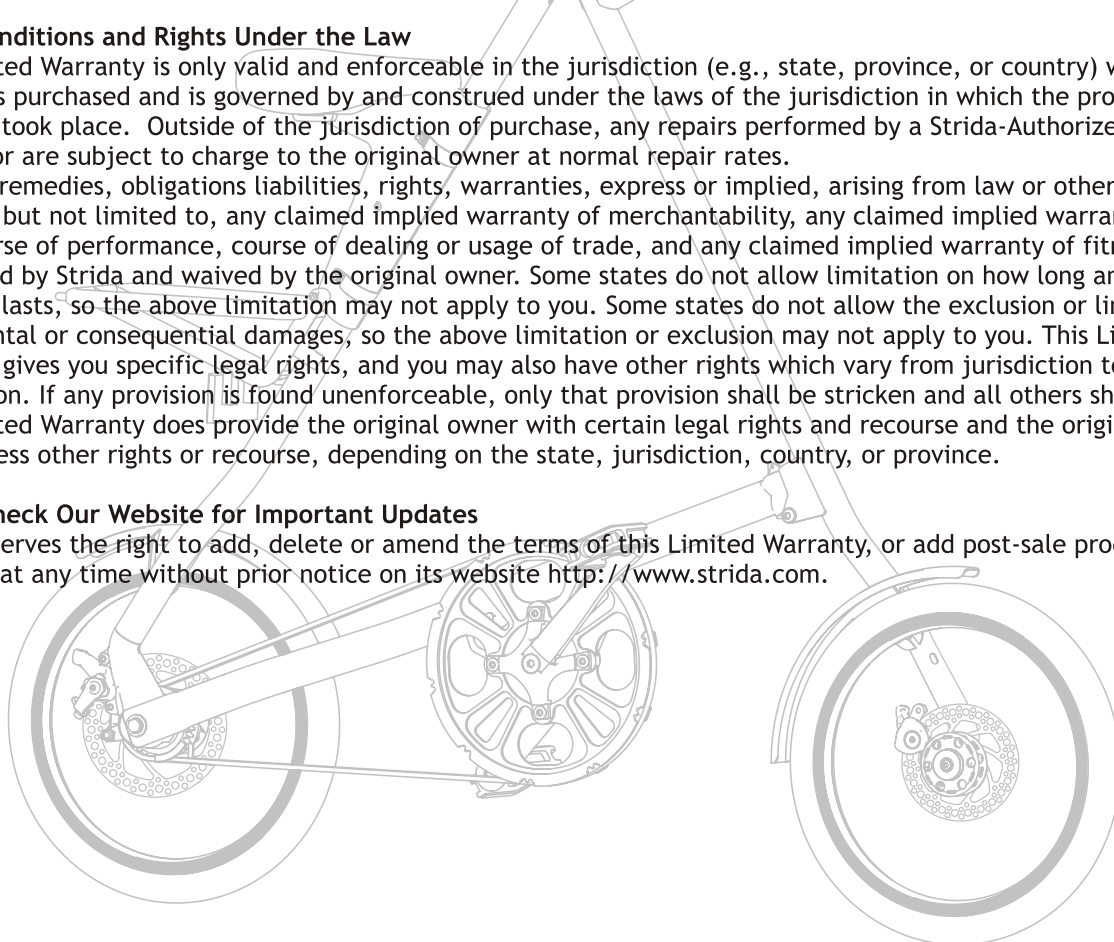 nditions and Rights Under the Law
ted Warranty is only valid and enforceable in the jurisdiction (e.g., state, province, or country) w
s purchased and is governed by and construed under the laws of the jurisdiction in which the pro
took place.  Outside of the jurisdiction of purchase, any repairs performed by a Strida-Authorize
or are subject to charge to the original owner at normal repair rates.
remedies, obligations liabilities, rights, warranties, express or implied, arising from law or other
but not limited to, any claimed implied warranty of merchantability, any claimed implied warran
rse of performance, course of dealing or usage of trade, and any claimed implied warranty of fitn
d by Strida and waived by the original owner. Some states do not allow limitation on how long an
lasts, so the above limitation may not apply to you. Some states do not allow the exclusion or lim
ntal or consequential damages, so the above limitation or exclusion may not apply to you. This Li
gives you specific legal rights, and you may also have other rights which vary from jurisdiction to
on. If any provision is found unenforceable, only that provision shall be stricken and all others sh
ted Warranty does provide the original owner with certain legal rights and recourse and the origi
ess other rights or recourse, depending on the state, jurisdiction, country, or province.
heck Our Website for Important Updates
erves the right to add, delete or amend the terms of this Limited Warranty, or add post-sale prod
at any time without prior notice on its website http://www.strida.com.